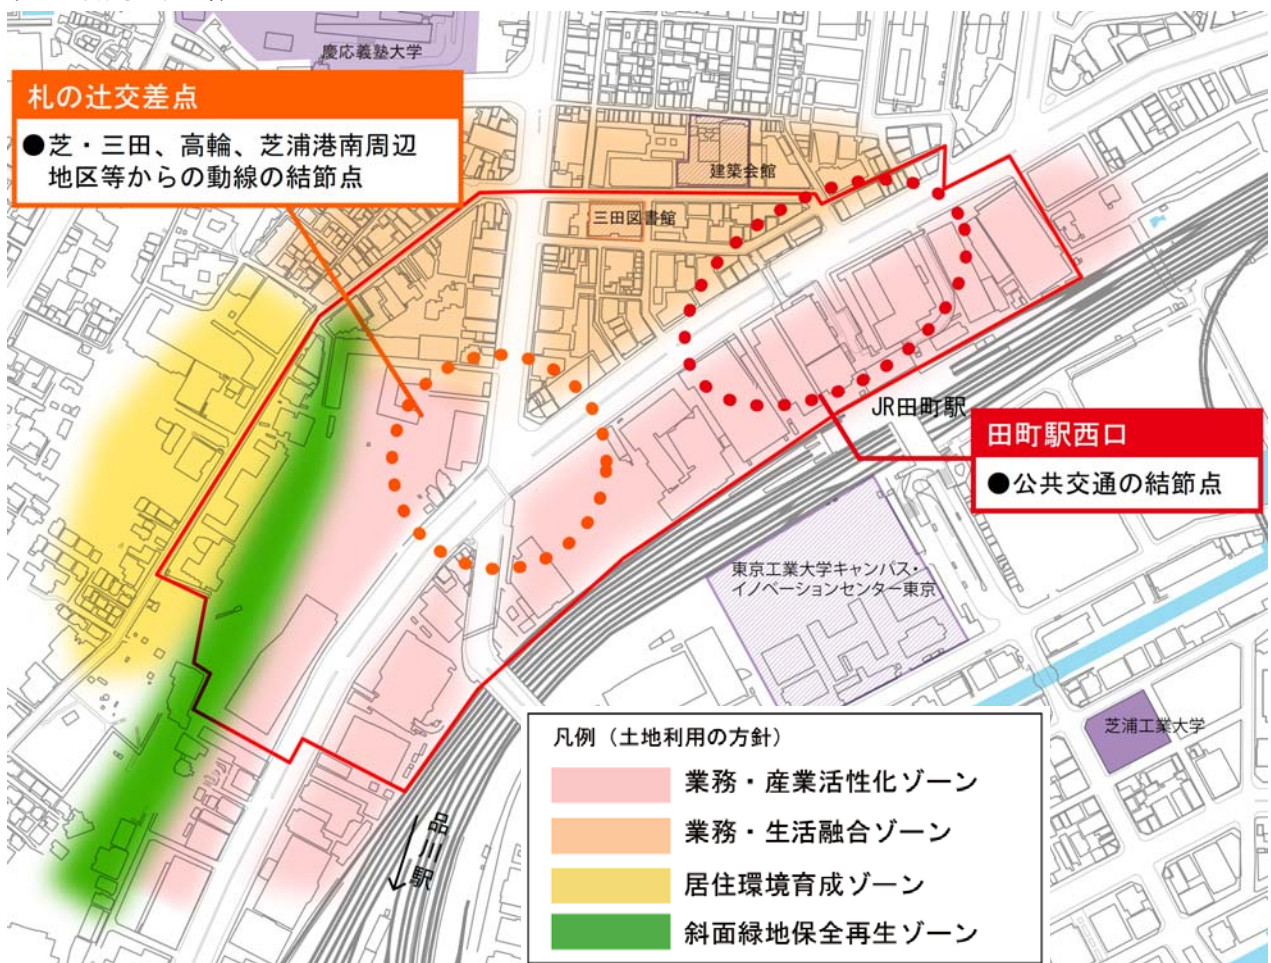 慶応義塾大学
札の辻交差点
●芝・三田、高輪、芝浦港南周辺
地区等からの動線の結節点
建築会館
三田図書館
JR田町駅
田町駅西口
●公共交通の結節点
東京工業大学キャンパス・
イノベーションセンター東京
芝浦工業大学
品川駅
凡例（土地利用の方針）
業務・産業活性化ゾーン
業務・生活融合ゾーン
居住環境育成ゾーン
斜面緑地保全再生ゾーン